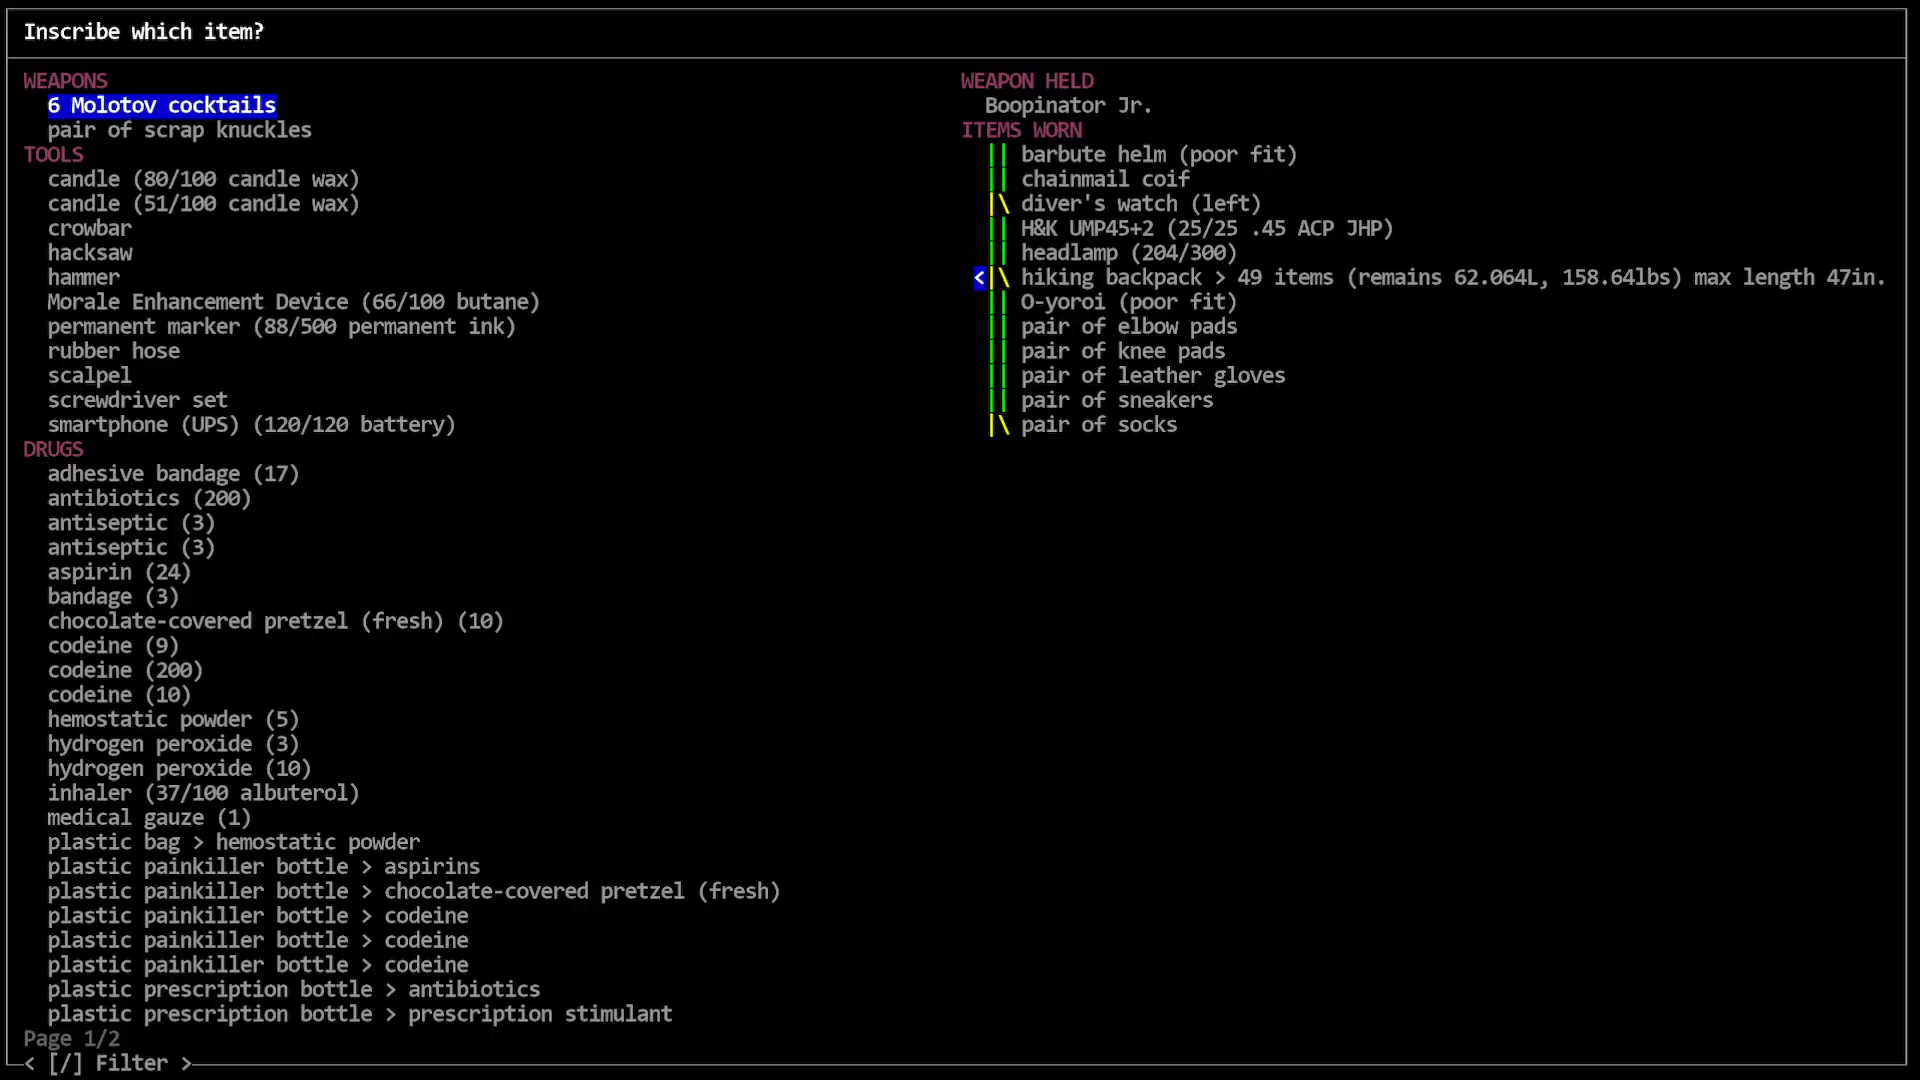 Inscribe which item?
WEAPONS
6 Molotov cocktails
pair of scrap knuckles
TOOLS
candle (80/100 candle wax)
candle (51/100 candle wax)
crowbar
hacksaw
hammer
Morale Enhancement Device (66/100 butane)
permanent marker (88/500 permanent ink)
rubber hose
scalpel
screwdriver set
smartphone (UPS) (120/120 battery)
DRUGS
adhesive bandage (17)
antibiotics (200)
antiseptic (3)
antiseptic (3)
aspirin (24)
bandage (3)
chocolate-covered pretzel (fresh) (10)
codeine (9)
codeine (200)
codeine (10)
hemostatic powder (5)
hydrogen peroxide (3)
hydrogen peroxide (10)
inhaler (37/100 albuterol)
medical gauze (1)
plastic bag > hemostatic powder
plastic painkiller bottle > aspirins
plastic painkiller bottle > chocolate-covered pretzel (fresh)
plastic painkiller bottle > codeine
plastic painkiller bottle > codeine
plastic painkiller bottle > codeine
plastic prescription bottle > antibiotics
plastic prescription bottle > prescription stimulant
Page 1/2
< [/] Filter >
WEAPON HELD
Boopinator Jr.
ITEMS WORN
|| barbute helm (poor fit)
|| chainmail coif
|\ diver's watch (left)
|| H&K UMP45+2 (25/25 .45 ACP JHP)
|| headlamp (204/300)
<|\ hiking backpack > 49 items (remains 62.064L, 158.64lbs) max length 47in.
|| O-yoroi (poor fit)
|| pair of elbow pads
|| pair of knee pads
|| pair of leather gloves
|| pair of sneakers
|\ pair of socks